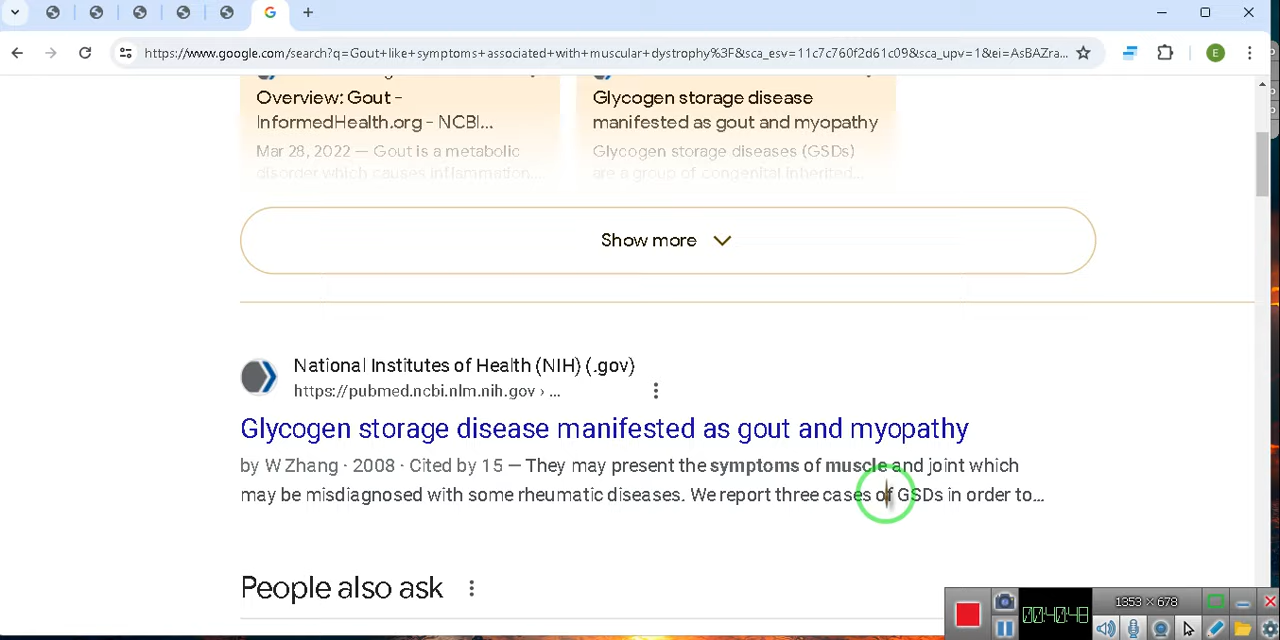 https://www.google.com/search?q=Gout+like+symptoms+associated+with+muscular+dystrophy%3F&sca_esv=11c7c760f2d61c09&sca_upv=1&ei=AsBAZra...
E
Overview: Gout -
InformedHealth.org - NCBI...
Mar 28, 2022 — Gout is a metabolic
disorder which causes inflammation....
Glycogen storage disease
manifested as gout and myopathy
Glycogen storage diseases (GSDs)
are a group of congenital inherited...
Show more
National Institutes of Health (NIH) (.gov)
https://pubmed.ncbi.nlm.nih.gov › ...
Glycogen storage disease manifested as gout and myopathy
by W Zhang · 2008 · Cited by 15 — They may present the symptoms of muscle and joint which
may be misdiagnosed with some rheumatic diseases. We report three cases of GSDs in order to...
People also ask
1353 × 678
00:40:48